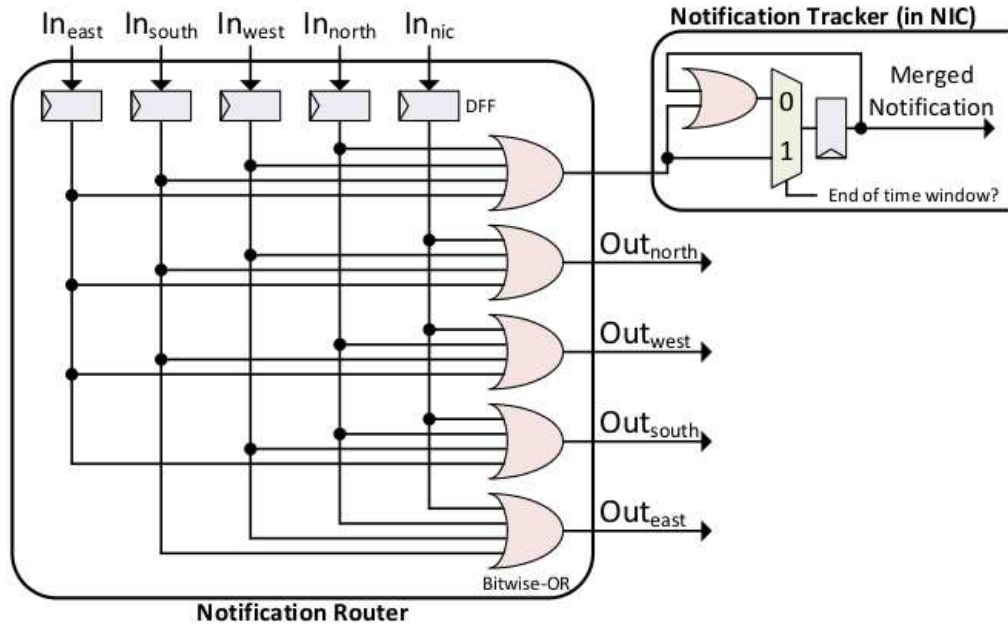 Notification Tracker (in NIC)
In_east In_south In_west In_north In_nic
DFF
0
1
Merged
Notification
End of time window?
Out_north
Out_west
Out_south
Out_east
Bitwise-OR
Notification Router